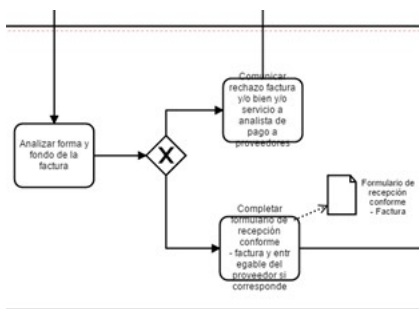 Comunicar
rechazo factura
y/o bien y/o
servicio a
analista de
pago a
proveedores
Analizar forma y
fondo de la
factura
X
Completar
formulario de
recepción
conforme
- factura y entr
egable del
proveedor si
corresponde
Formulario de
recepción
conforme
- Factura